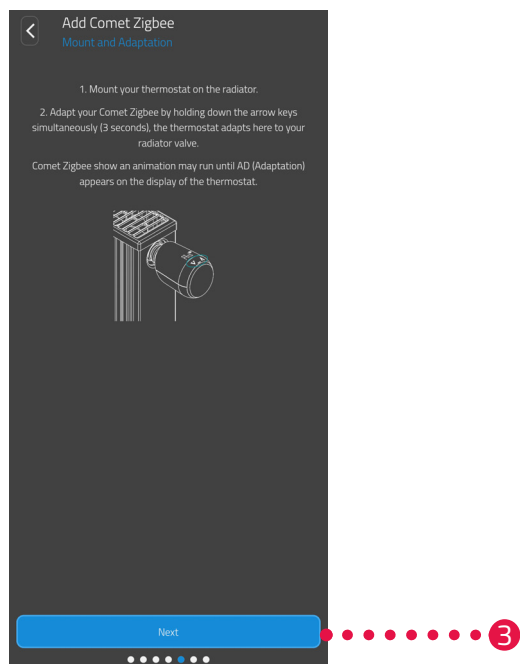 Add Comet Zigbee
Mount and Adaptation
1. Mount your thermostat on the radiator.
2. Adapt your Comet Zigbee by holding down the arrow keys
simultaneously (3 seconds), the thermostat adapts here to your
radiator valve.
Comet Zigbee show an animation may run until AD (Adaptation)
appears on the display of the thermostat.
Next
3